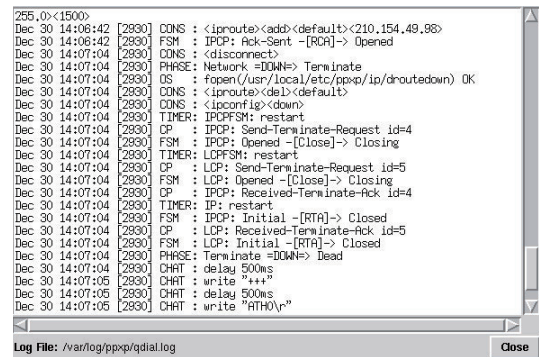 255.0><1500>
Dec 30 14:06:42 [2930] CONS : <iproute><add><default><210.154.49.98>
Dec 30 14:06:42 [2930] FSM  : IPCP: Ack-Sent -[RCA]-> Opened
Dec 30 14:07:04 [2930] CONS : <disconnect>
Dec 30 14:07:04 [2930] PHASE: Network =DOWN=> Terminate
Dec 30 14:07:04 [2930] OS   : fopen(/usr/local/etc/ppxp/ip/droutedown) OK
Dec 30 14:07:04 [2930] CONS : <iproute><del><default>
Dec 30 14:07:04 [2930] CONS : <ipconfig><down>
Dec 30 14:07:04 [2930] TIMER: IPCPFSM: restart
Dec 30 14:07:04 [2930] CP   : IPCP: Send-Terminate-Request id=4
Dec 30 14:07:04 [2930] FSM  : IPCP: Opened -[Close]-> Closing
Dec 30 14:07:04 [2930] TIMER: LCPFSM: restart
Dec 30 14:07:04 [2930] CP   : LCP: Send-Terminate-Request id=5
Dec 30 14:07:04 [2930] FSM  : LCP: Opened -[Close]-> Closing
Dec 30 14:07:04 [2930] CP   : IPCP: Received-Terminate-Ack id=4
Dec 30 14:07:04 [2930] TIMER: IP: restart
Dec 30 14:07:04 [2930] FSM  : IPCP: Initial -[RTA]-> Closed
Dec 30 14:07:04 [2930] CP   : LCP: Received-Terminate-Ack id=5
Dec 30 14:07:04 [2930] FSM  : LCP: Initial -[RTA]-> Closed
Dec 30 14:07:04 [2930] PHASE: Terminate =DOWN=> Dead
Dec 30 14:07:04 [2930] CHAT : delay 500ms
Dec 30 14:07:05 [2930] CHAT : write "+++"
Dec 30 14:07:05 [2930] CHAT : delay 500ms
Dec 30 14:07:05 [2930] CHAT : write "ATH0\r"
Log File: /var/log/ppxp/qdial.log Close